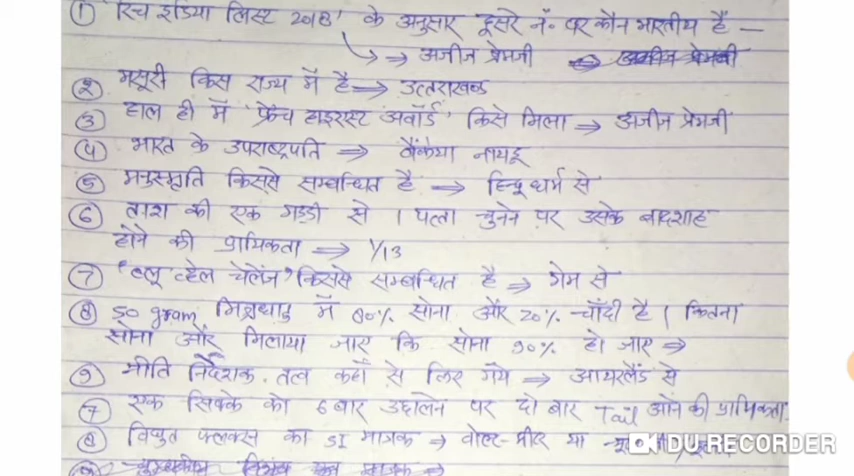 ① रिच इंडिया लिस्ट 2018' के अनुसार दूसरे नं॰ पर कौन भारतीय है —
→ अजीज प्रेमजी
② मसूरी किस राज्य में है ⇒ उत्तराखण्ड
③ हाल ही में 'फ्रेंच हाइएस्ट अवॉर्ड' किसे मिला ⇒ अजीज प्रेमजी
④ भारत के उपराष्ट्रपति ⇒ वैंकैया नायडू
⑤ मनुस्मृति किससे सम्बन्धित है ⇒ हिन्दू धर्म से
⑥ ताश की एक गड्डी से 1 पत्ता चुनने पर उसके बादशाह
होने की प्रायिकता ⇒ 1/13
⑦ 'ब्लू व्हेल चेलेंज' किससे सम्बन्धित है ⇒ गेम से
⑧ 50 gram मिश्रधातु में 80% सोना और 20% चाँदी है। कितना
सोना और मिलाया जाए कि सोना 90% हो जाए ⇒
⑨ नीति निर्देशक तत्व कहाँ से लिए गये ⇒ आयरलैंड से
⑦ एक सिक्के को 6 बार उछालने पर दो बार Tail आने की प्रायिकता
⑧ विद्युत फ्लक्स का SI मात्रक → वोल्ट-मीटर या
DU RECORDER